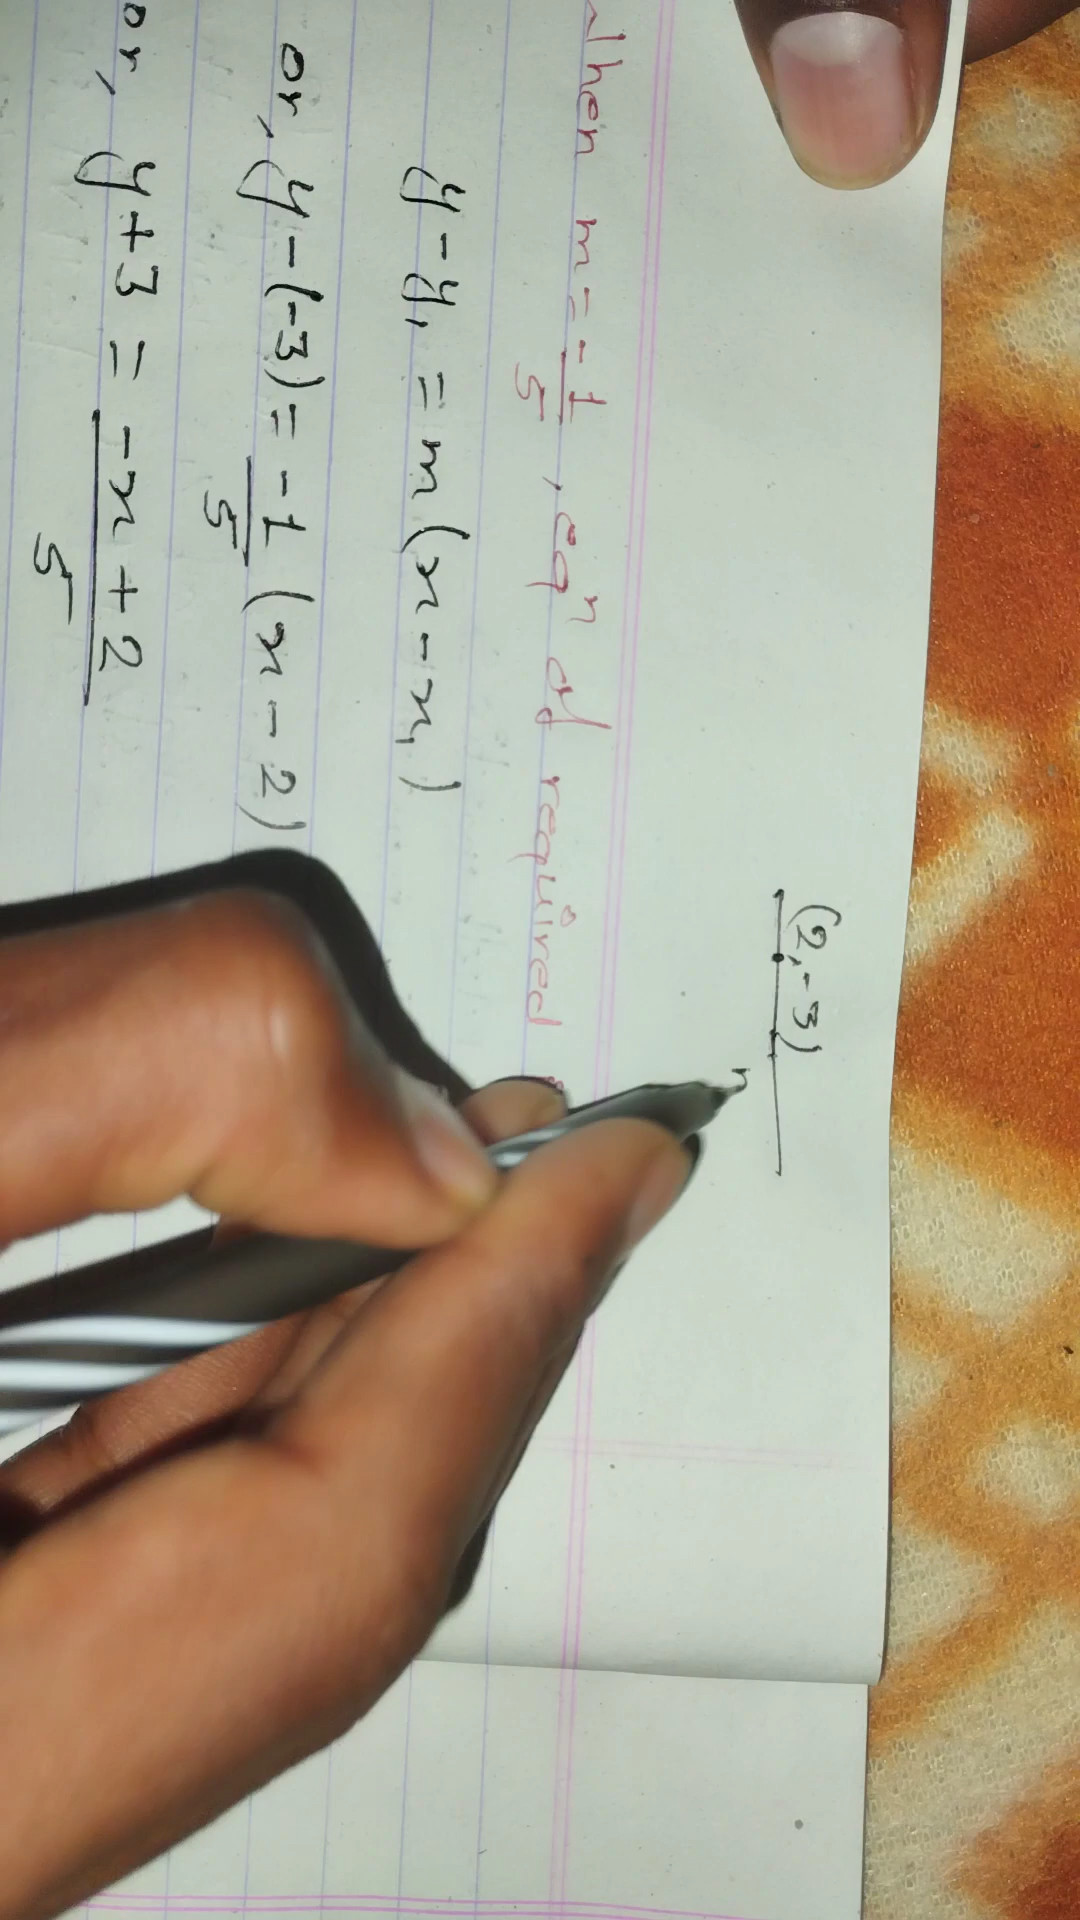 (2,-3)
When m = -1/5, eqn of required
y - y₁ = m(x - x₁)
or, y - (-3) = -1/5 (x - 2)
or, y + 3 = (-x + 2)/5